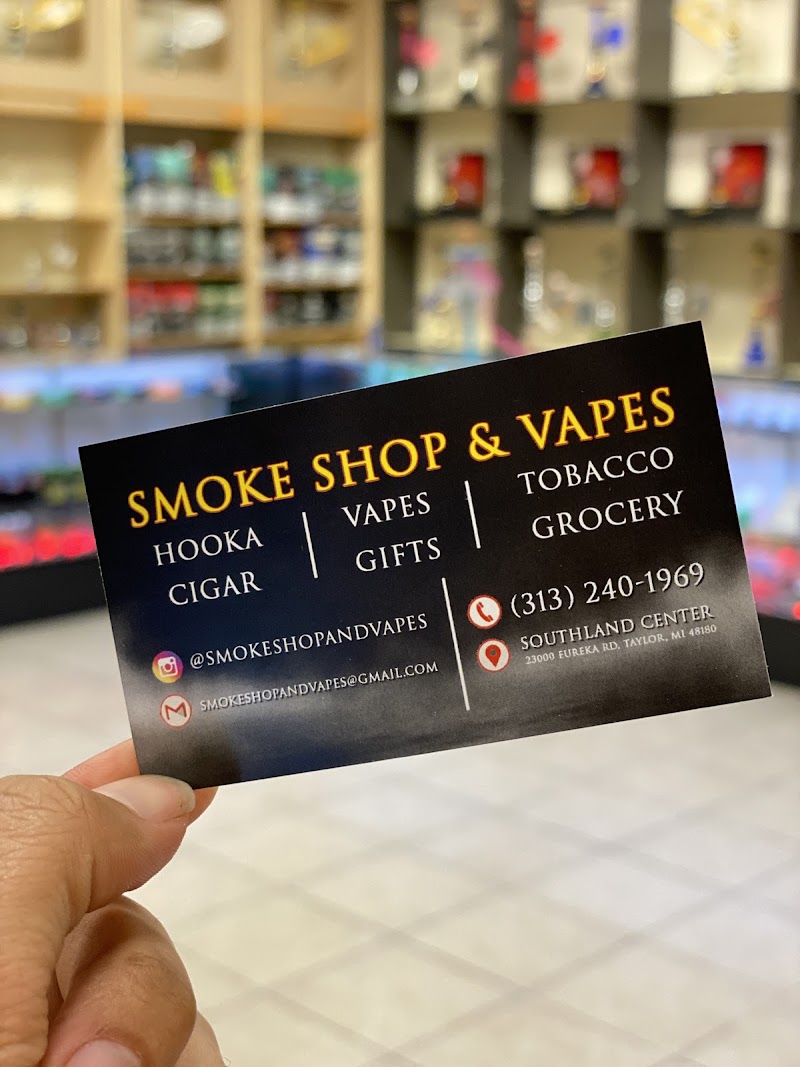 SMOKE SHOP & VAPES
HOOKA
CIGAR
VAPES
GIFTS
TOBACCO
GROCERY
@SMOKESHOPANDVAPES
SMOKESHOPANDVAPES@GMAIL.COM
(313) 240-1969
SOUTHLAND CENTER
23000 EUREKA RD, TAYLOR, MI 48180